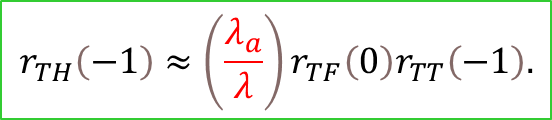 r_{TH}(−1) ≈ (λ_a/λ) r_{TF}(0)r_{TT}(−1).